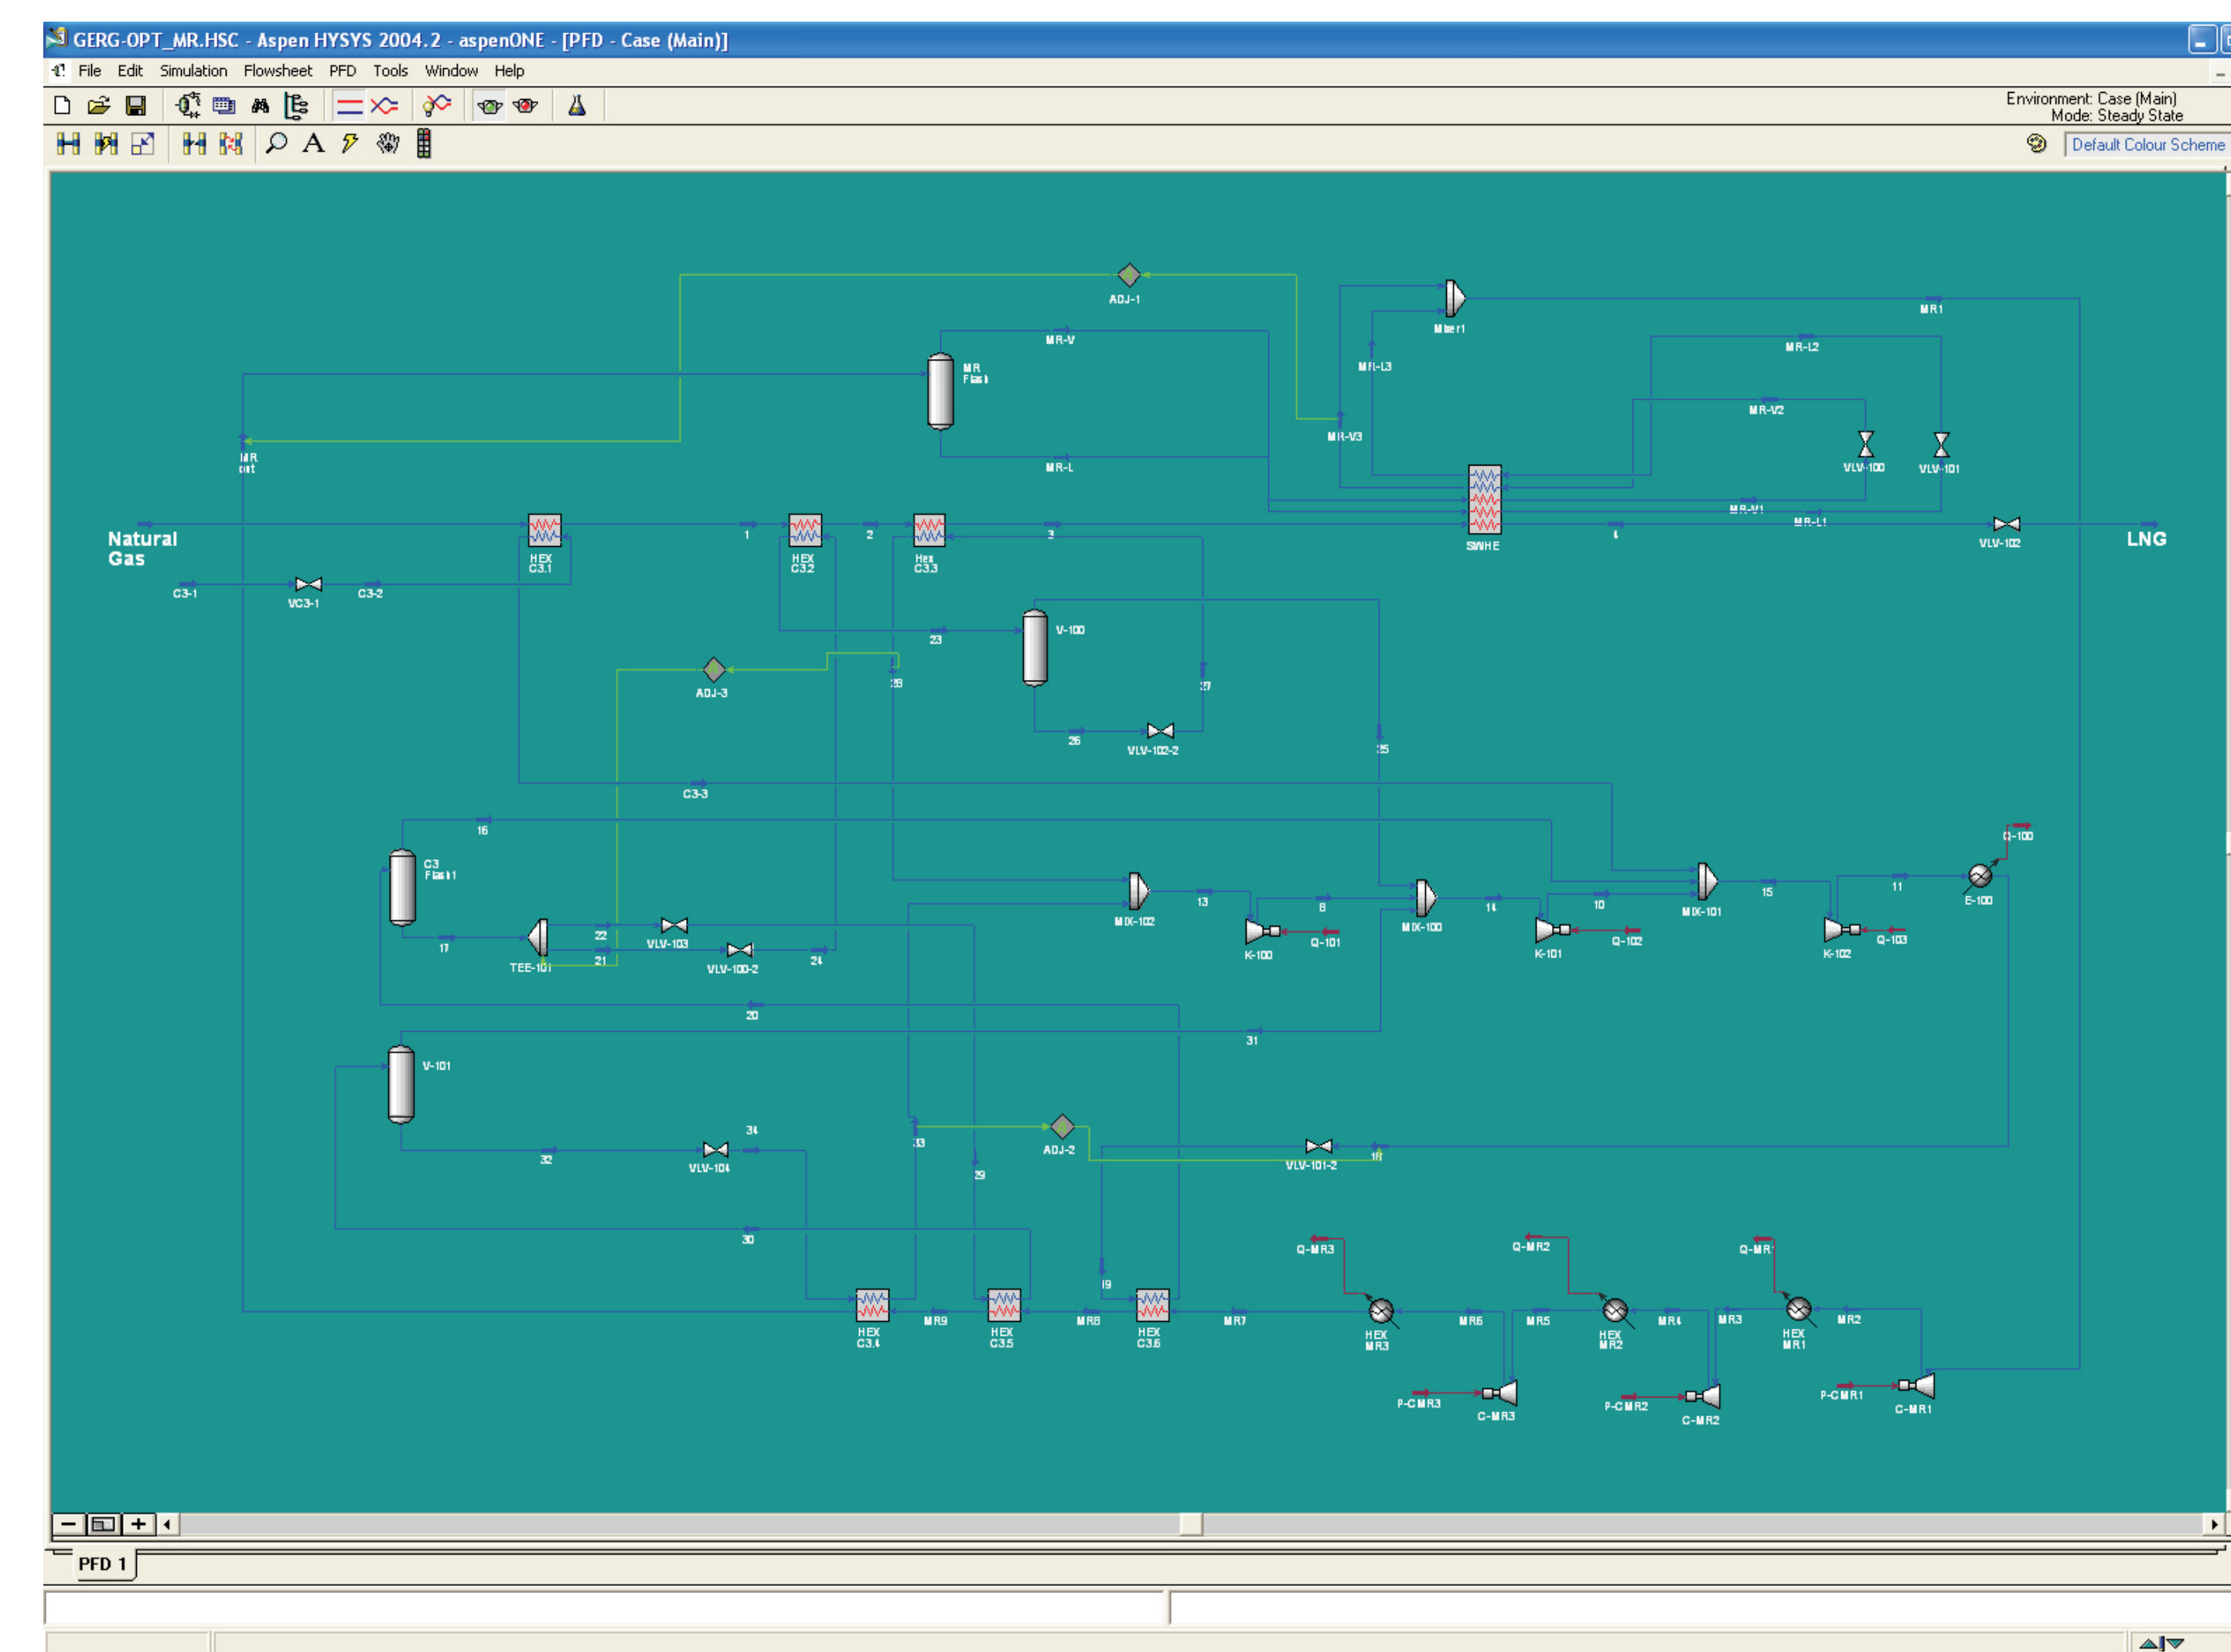 GERG-OPT_MR.HSC - Aspen HYSYS 2004.2 - aspenONE - [PFD - Case (Main)]
File Edit Simulation Flowsheet PFD Tools Window Help
Environment: Case (Main)
Mode: Steady State
A
Default Colour Scheme
ADJ-1
MR1
Mixer1
MR-V
MR-L2
MR
Flash
MR-L3
MR-V2
MR-V3
MR
out
MR-L
VLV-100
VLV-101
MR-V1
MR-L1
Natural
Gas
1
2
3
4
SWHE
VLV-102
LNG
HEX
C3.1
HEX
C3.2
Hex
C3.3
C3-1
VC3-1
C3-2
23
V-100
ADJ-3
28
27
26
VLV-102-2
25
C3-3
16
Q-100
C3
Flash1
11
E-100
13
8
14
10
15
MIX-102
MIX-100
MIX-101
22
VLV-103
K-100
Q-101
K-101
Q-102
K-102
Q-103
17
TEE-101
21
VLV-100-2
24
20
31
V-101
34
33
ADJ-2
18
32
VLV-104
29
VLV-101-2
30
Q-MR3
Q-MR2
Q-MR
19
HEX
C3.4
MR9
HEX
C3.5
MR8
HEX
C3.6
MR7
HEX
MR3
MR6
MR5
HEX
MR2
MR4
MR3
HEX
MR1
MR2
P-CMR3
C-MR3
P-CMR2
C-MR2
P-CMR1
C-MR1
PFD 1